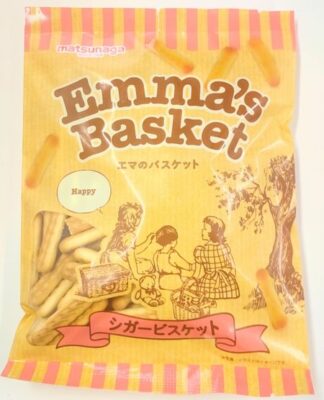 matsunaga
Emma's
Basket
エマのバスケット
Happy
シガービスケット